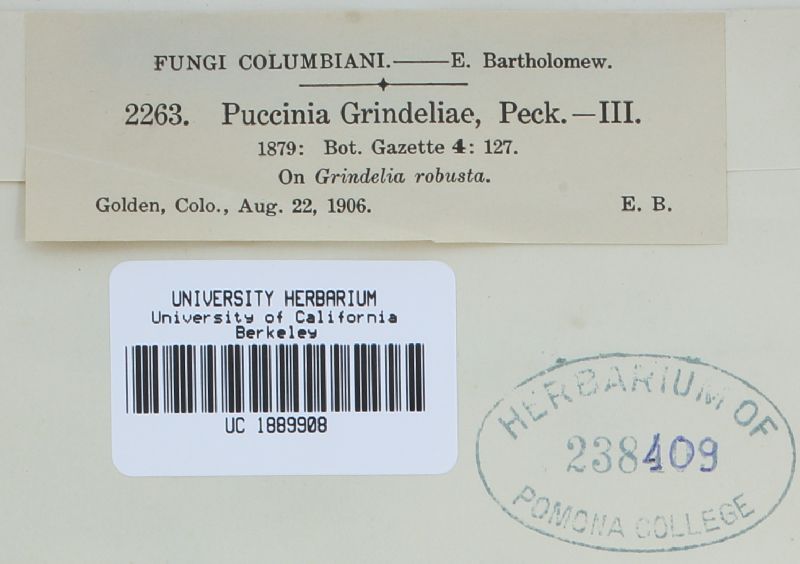 FUNGI COLUMBIANI.—E. Bartholomew.
2263. Puccinia Grindeliae, Peck.—III.
1879: Bot. Gazette 4: 127.
On Grindelia robusta.
Golden, Colo., Aug. 22, 1906. E. B.
UNIVERSITY HERBARIUM
University of California
Berkeley
UC 1889908
HERBARIUM OF
238409
POMONA COLLEGE